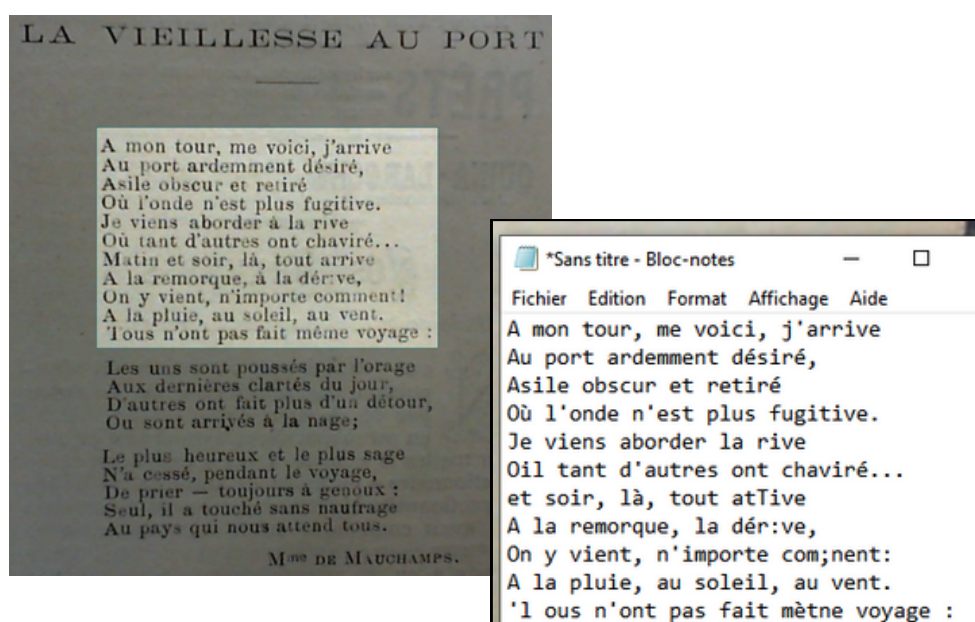 LA VIEILLESSE AU PORT
PRÊTS
A mon tour, me voici, j'arrive
Au port ardemment désiré,
Asile obscur et retiré
Où l'onde n'est plus fugitive.
Je viens aborder à la rive
Où tant d'autres ont chaviré...
Matin et soir, là, tout arrive
A la remorque, à la dér:ve,
On y vient, n'importe comment!
A la pluie, au soleil, au vent.
Tous n'ont pas fait même voyage :
Les uns sont poussés par l'orage
Aux dernières clartés du jour,
D'autres ont fait plus d'un détour,
Ou sont arrivés à la nage;
Le plus heureux et le plus sage
N'a cessé, pendant le voyage,
De prier — toujours à genoux :
Seul, il a touché sans naufrage
Au pays qui nous attend tous.
Mme DE MAUCHAMPS.
*Sans titre - Bloc-notes
Fichier Edition Format Affichage Aide
A mon tour, me voici, j'arrive
Au port ardemment désiré,
Asile obscur et retiré
Où l'onde n'est plus fugitive.
Je viens aborder la rive
Oil tant d'autres ont chaviré...
et soir, là, tout atTive
A la remorque, la dér:ve,
On y vient, n'importe com;nent:
A la pluie, au soleil, au vent.
'l ous n'ont pas fait mètne voyage :